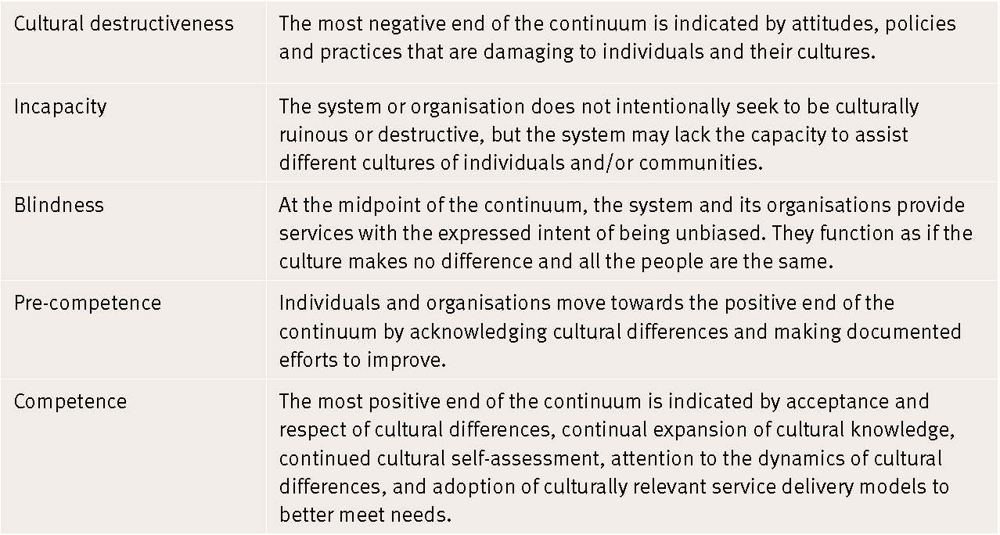 Cultural destructiveness
The most negative end of the continuum is indicated by attitudes, policies
and practices that are damaging to individuals and their cultures.
Incapacity
The system or organisation does not intentionally seek to be culturally
ruinous or destructive, but the system may lack the capacity to assist
different cultures of individuals and/or communities.
Blindness
At the midpoint of the continuum, the system and its organisations provide
services with the expressed intent of being unbiased. They function as if the
culture makes no difference and all the people are the same.
Pre-competence
Individuals and organisations move towards the positive end of the
continuum by acknowledging cultural differences and making documented
efforts to improve.
Competence
The most positive end of the continuum is indicated by acceptance and
respect of cultural differences, continual expansion of cultural knowledge,
continued cultural self-assessment, attention to the dynamics of cultural
differences, and adoption of culturally relevant service delivery models to
better meet needs.